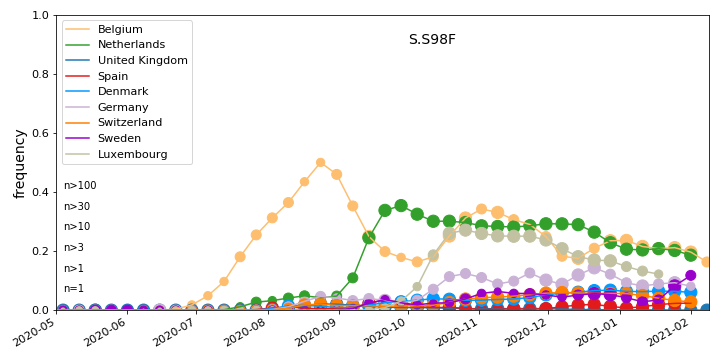 1.0
0.8
0.6
0.4
0.2
0.0
frequency
S.S98F
Belgium
Netherlands
United Kingdom
Spain
Denmark
Germany
Switzerland
Sweden
Luxembourg
n>100
n>30
n>10
n>3
n>1
n=1
2020-05
2020-06
2020-07
2020-08
2020-09
2020-10
2020-11
2020-12
2021-01
2021-02